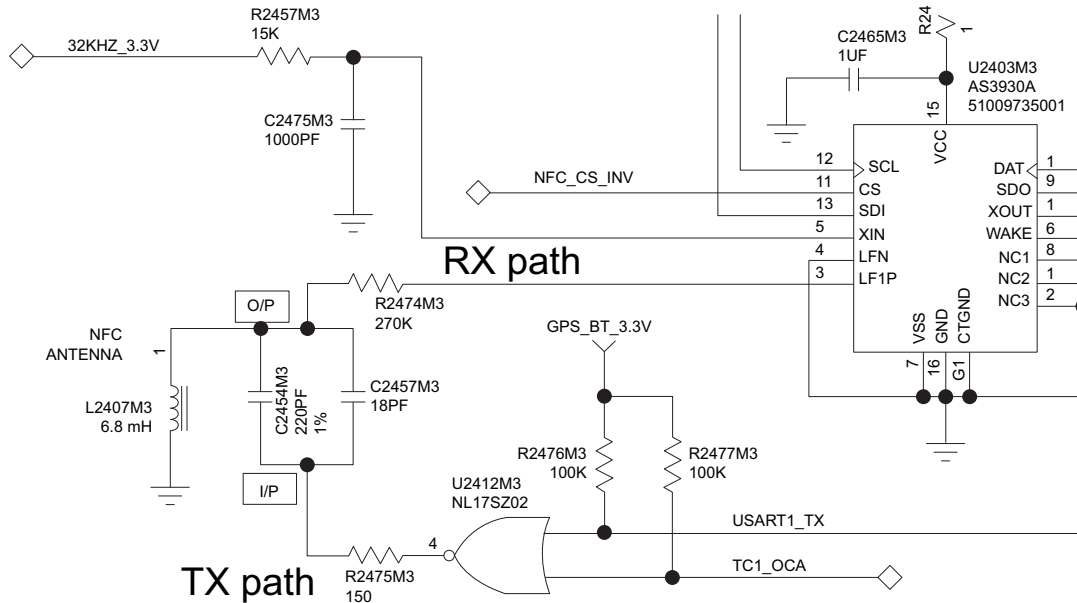 R2457M3
15K
32KHZ_3.3V
C2475M3
1000PF
R24
1
C2465M3
1UF
U2403M3
AS3930A
51009735001
15
VCC
12 SCL
11 CS
13 SDI
5 XIN
4 LFN
3 LF1P
DAT 1
SDO 9
XOUT 1
WAKE 6
NC1 8
NC2 1
NC3 2
VSS
GND
CTGND
7
16
G1
NFC_CS_INV
RX path
R2474M3
270K
O/P
NFC
ANTENNA
1
L2407M3
6.8 mH
C2454M3
220PF
1%
C2457M3
18PF
I/P
GPS_BT_3.3V
R2476M3
100K
R2477M3
100K
U2412M3
NL17SZ02
4
USART1_TX
TC1_OCA
R2475M3
150
TX path